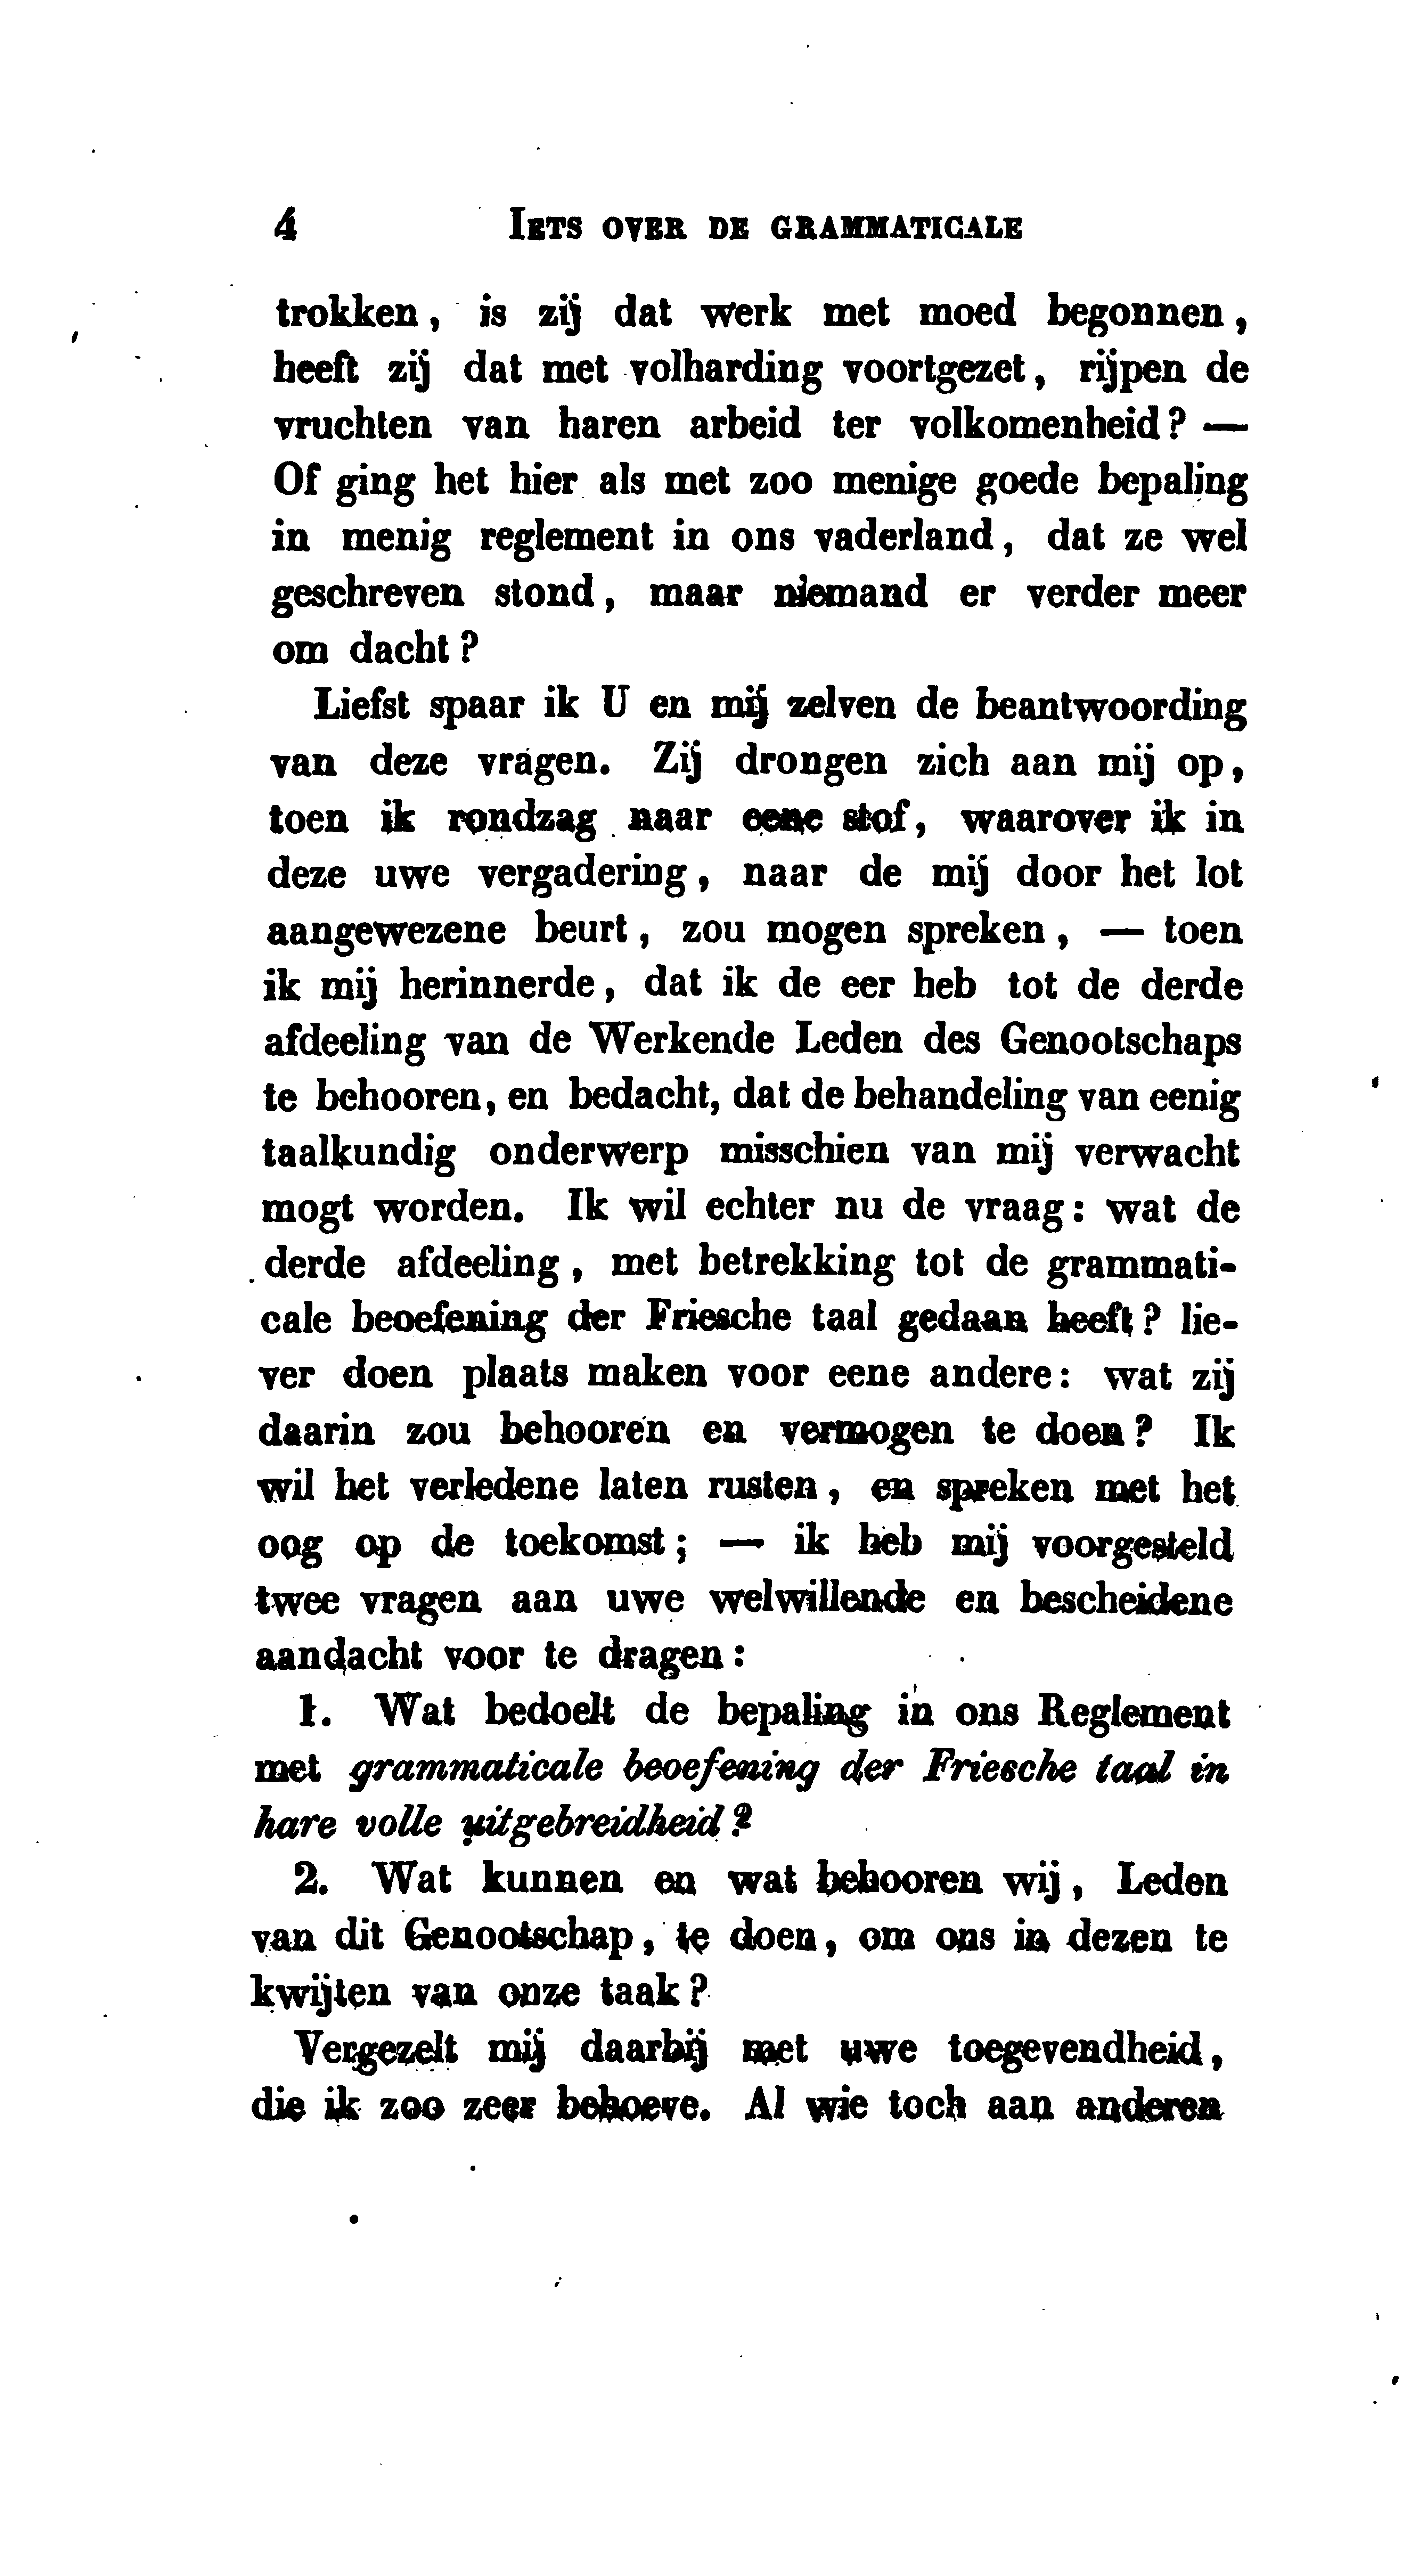 4 IETS OVER DE GRAMMATICALE
trokken, is zij dat werk met moed begonnen,
heeft zij dat met volharding voortgezet, rijpen de
vruchten van haren arbeid ter volkomenheid? —
Of ging het hier als met zoo menige goede bepaling
in menig reglement in ons vaderland, dat ze wel
geschreven stond, maar niemand er verder meer
om dacht?
Liefst spaar ik U en mij zelven de beantwoording
van deze vragen. Zij drongen zich aan mij op,
toen ik rondzag naar eene stof, waarover ik in
deze uwe vergadering, naar de mij door het lot
aangewezene beurt, zou mogen spreken, — toen
ik mij herinnerde, dat ik de eer heb tot de derde
afdeeling van de Werkende Leden des Genootschaps
te behooren, en bedacht, dat de behandeling van eenig
taalkundig onderwerp misschien van mij verwacht
mogt worden. Ik wil echter nu de vraag: wat de
derde afdeeling, met betrekking tot de grammati-
cale beoefening der Friesche taal gedaan heeft? lie-
ver doen plaats maken voor eene andere: wat zij
daarin zou behooren en vermogen te doen? Ik
wil het verledene laten rusten, en spreken met het
oog op de toekomst; — ik heb mij voorgesteld
twee vragen aan uwe welwillende en bescheidene
aandacht voor te dragen:
1. Wat bedoelt de bepaling in ons Reglement
met grammaticale beoefening der Friesche taal in
hare volle uitgebreidheid?
2. Wat kunnen en wat behooren wij, Leden
van dit Genootschap, te doen, om ons in dezen te
kwijten van onze taak?
Vergezelt mij daarbij met uwe toegevendheid,
die ik zoo zeer behoeve. Al wie toch aan anderen